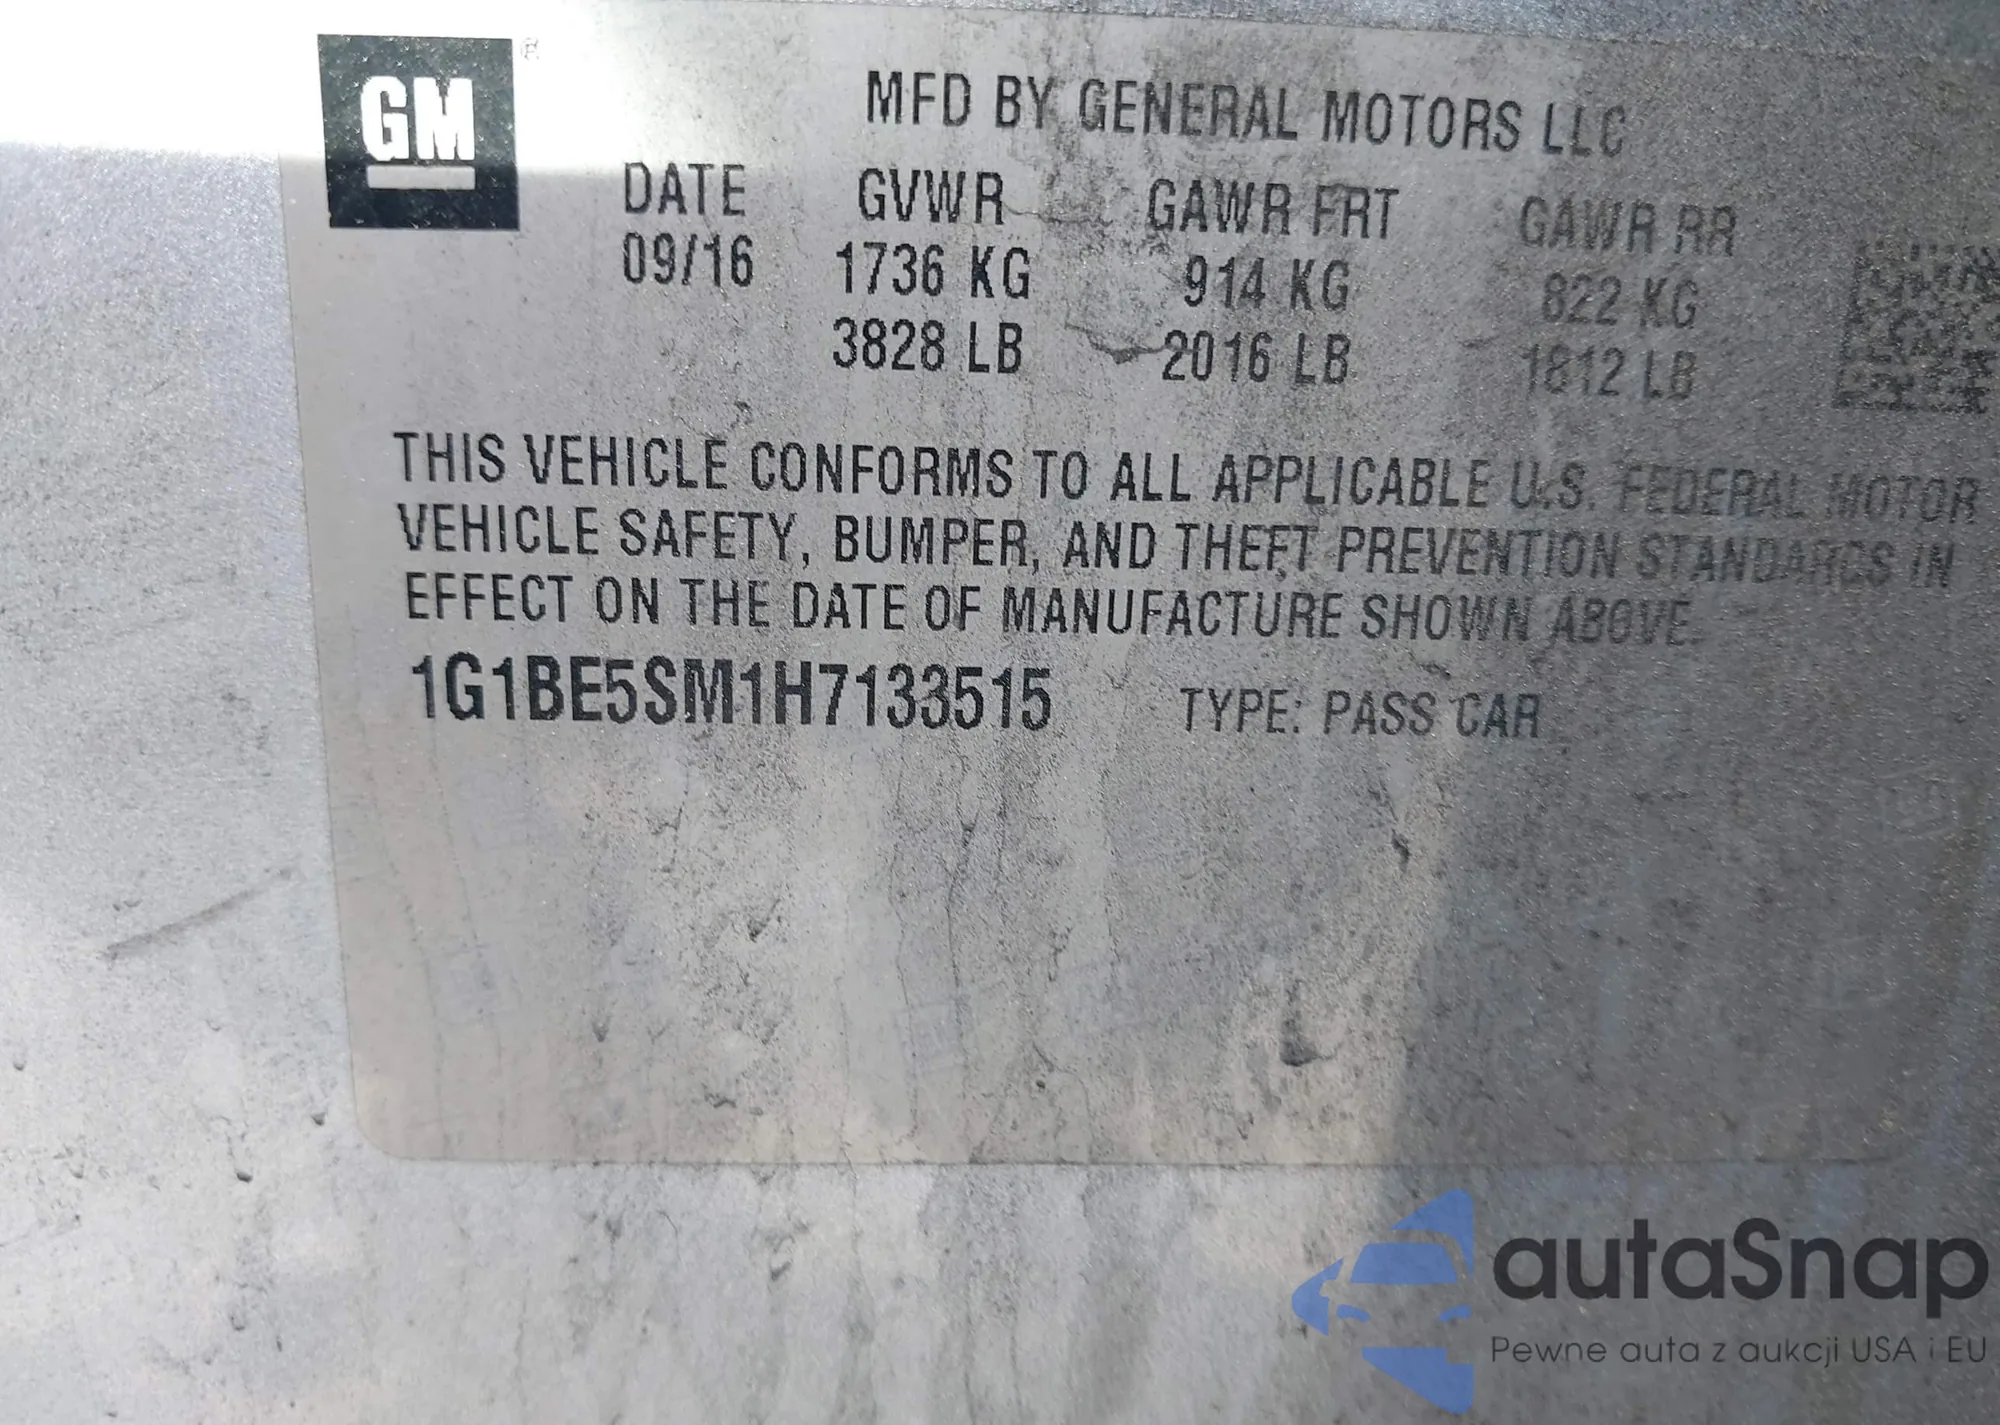 GM
MFD BY GENERAL MOTORS LLC
DATE GVWR GAWR FRT GAWR RR
09/16 1736 KG 914 KG 822 KG
3828 LB 2016 LB 1812 LB
THIS VEHICLE CONFORMS TO ALL APPLICABLE U.S. FEDERAL MOTOR
VEHICLE SAFETY, BUMPER, AND THEFT PREVENTION STANDARDS IN
EFFECT ON THE DATE OF MANUFACTURE SHOWN ABOVE.
1G1BE5SM1H7133515 TYPE: PASS CAR
autaSnap
Pewne auta z aukcji USA i EU